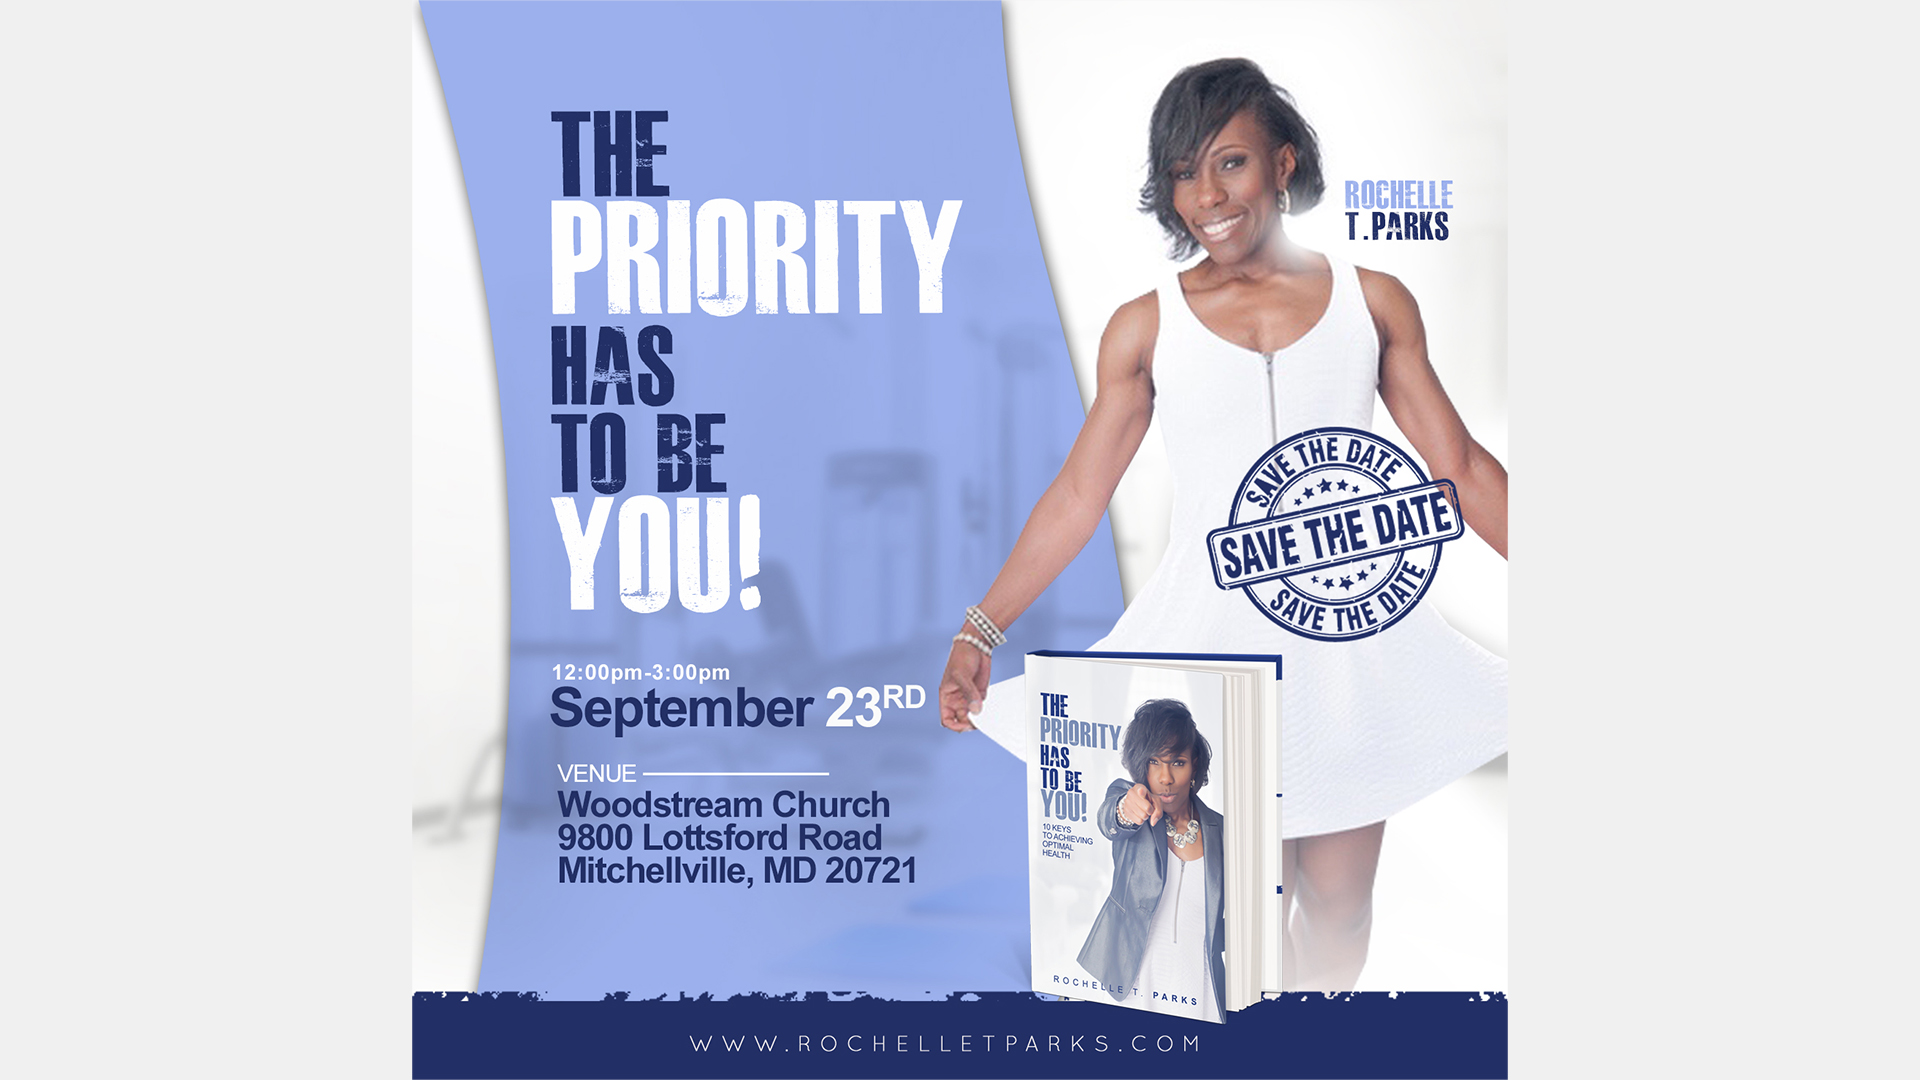 THE
PRIORITY
HAS
TO BE
YOU!
12:00pm-3:00pm
September 23RD
VENUE
Woodstream Church
9800 Lottsford Road
Mitchellville, MD 20721
ROCHELLE
T.PARKS
SAVE THE DATE
SAVE THE DATE
SAVE THE DATE
THE
PRIORITY
HAS
TO BE
YOU!
10 KEYS
TO ACHIEVING
OPTIMAL
HEALTH
ROCHELLE T. PARKS
WWW.ROCHELLETPARKS.COM